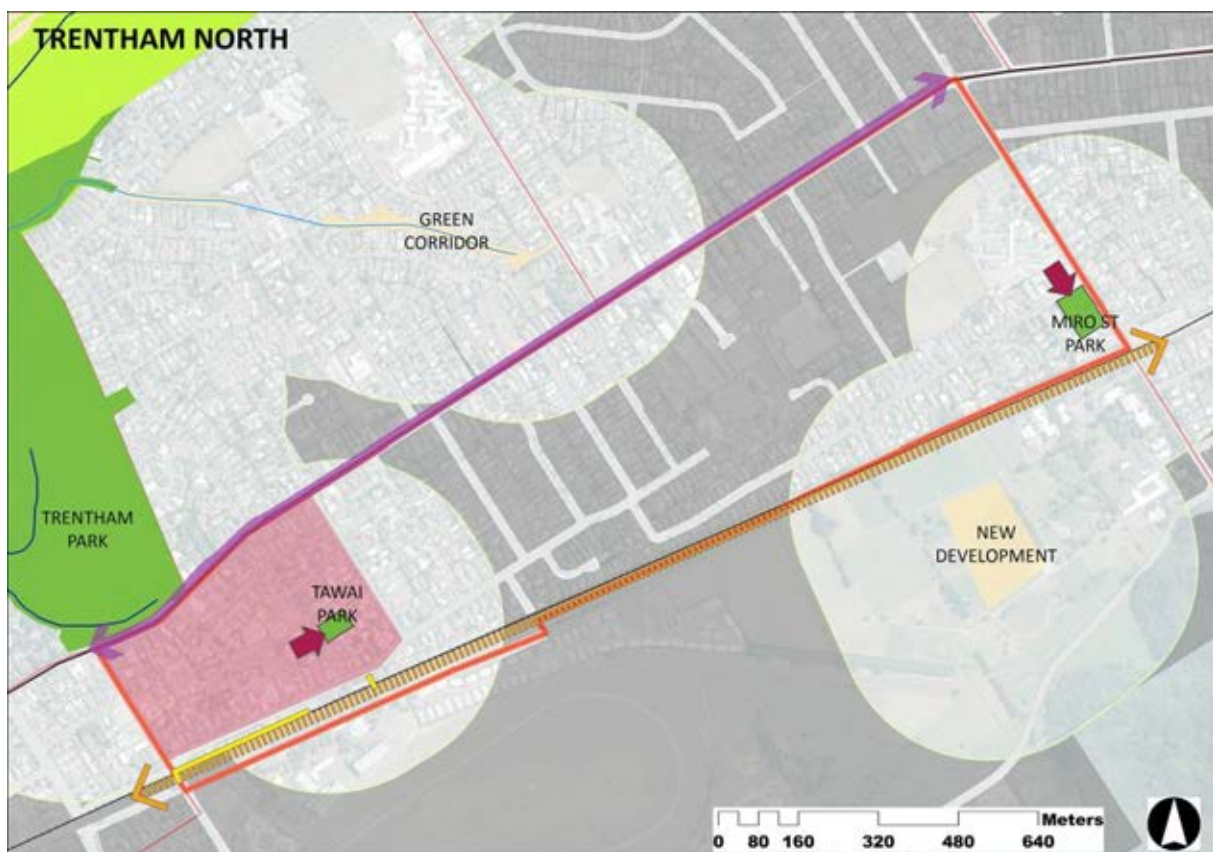 TRENTHAM NORTH
GREEN
CORRIDOR
MIRO ST
PARK
TRENTHAM
PARK
NEW
DEVELOPMENT
TAWAI
PARK
Meters
0 80 160 320 480 640